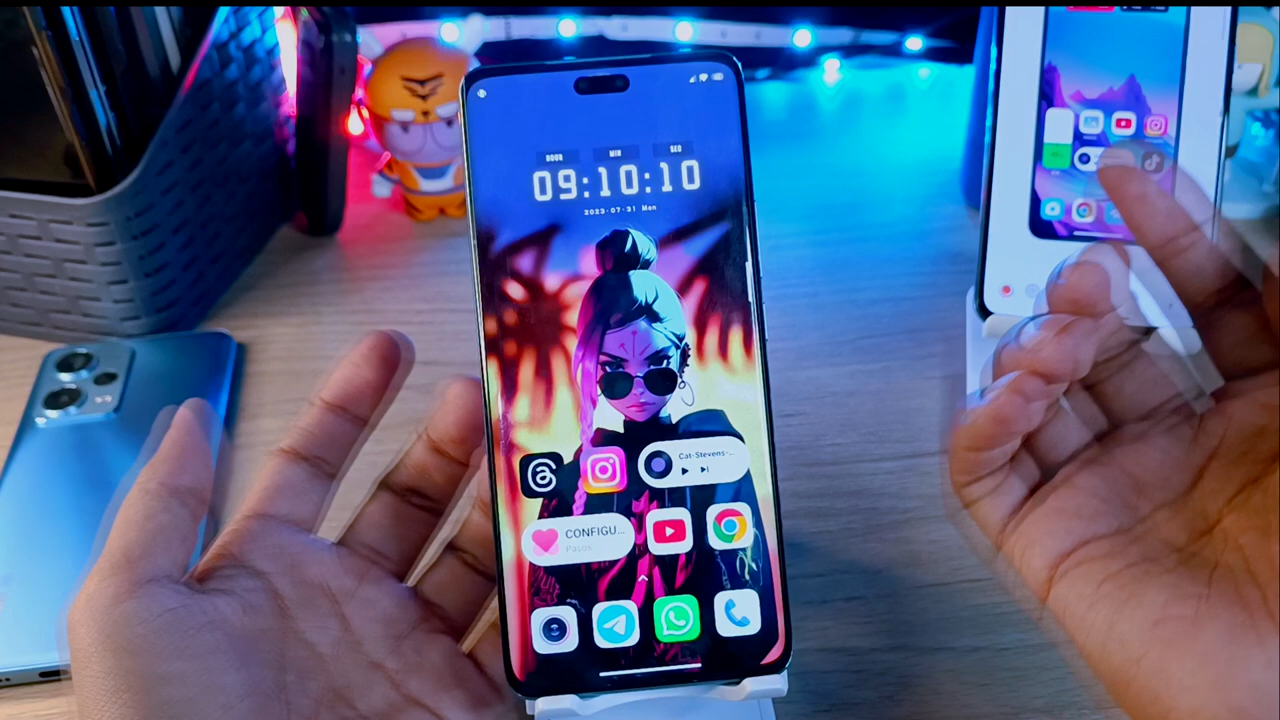 HOUR
MIN
SEC
09:10:10
2023-07-31 Mon
Cat-Stevens-...
CONFIGU...
Pasos